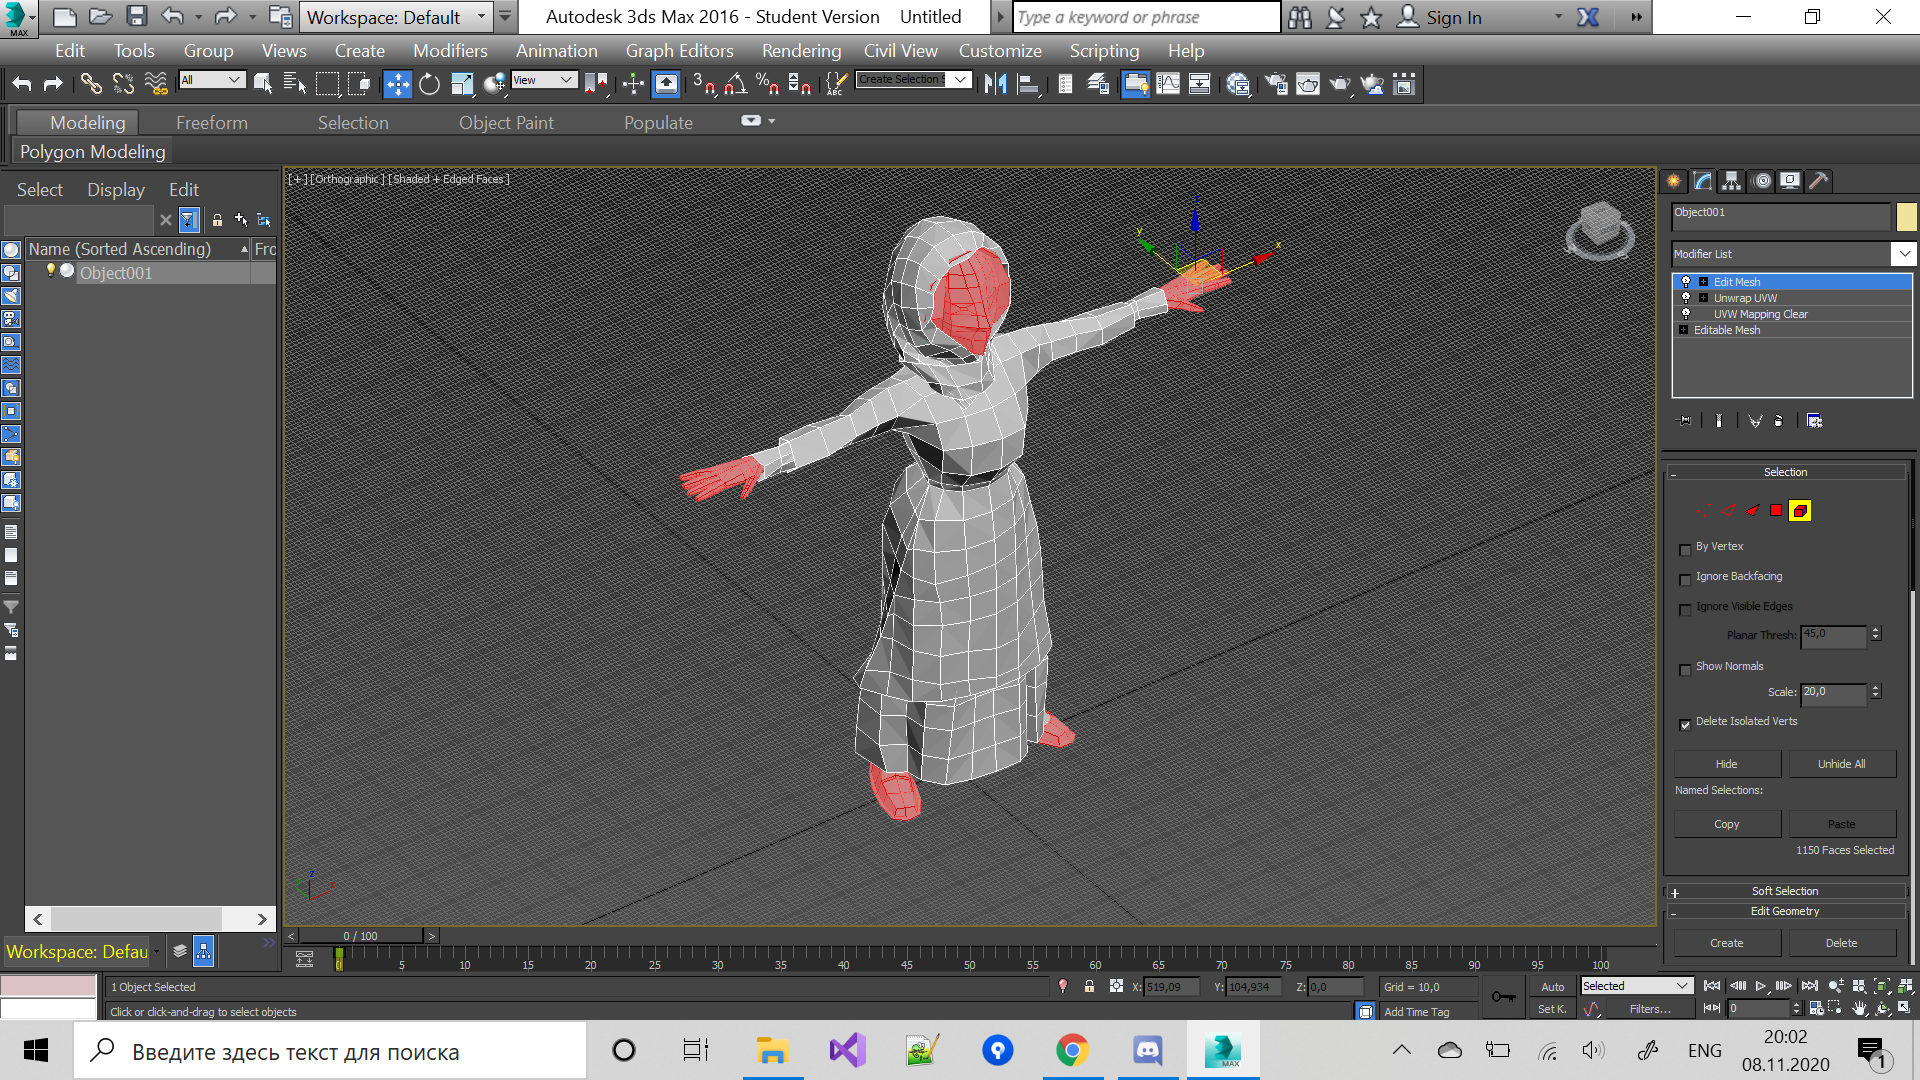 MAX
Workspace: Default
Autodesk 3ds Max 2016 - Student Version Untitled
Type a keyword or phrase
Sign In
Edit Tools Group Views Create Modifiers Animation Graph Editors Rendering Civil View Customize Scripting Help
All
View
3
ABC
Create Selection S
Modeling Freeform Selection Object Paint Populate
Polygon Modeling
Select Display Edit
Name (Sorted Ascending) Fro
Object001
[+] [Orthographic] [Shaded + Edged Faces]
z
y
x
Object001
Modifier List
Edit Mesh
Unwrap UVW
UVW Mapping Clear
Editable Mesh
Selection
By Vertex
Ignore Backfacing
Ignore Visible Edges
Planar Thresh: 45,0
Show Normals
Scale: 20,0
Delete Isolated Verts
Hide Unhide All
Named Selections:
Copy Paste
1150 Faces Selected
Soft Selection
Edit Geometry
Create Delete
Workspace: Defau
0 / 100
0 5 10 15 20 25 30 35 40 45 50 55 60 65 70 75 80 85 90 95 100
1 Object Selected
X: 519,09 Y: 104,934 Z: 0,0
Grid = 10,0
Auto
Selected
Click or click-and-drag to select objects
Add Time Tag
Set K.
Filters...
0
Введите здесь текст для поиска
MAX
ENG
20:02
08.11.2020
1